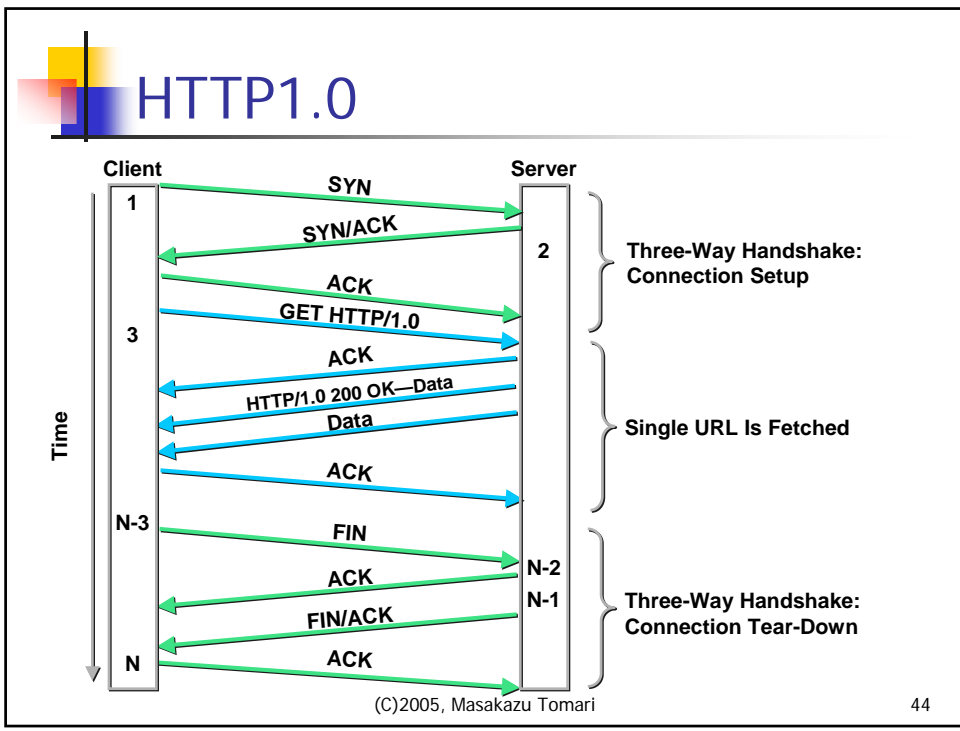 HTTP1.0
Client
Server
SYN
1
SYN/ACK
2
Three-Way Handshake:
Connection Setup
ACK
GET HTTP/1.0
3
ACK
HTTP/1.0 200 OK—Data
Data
Time
Single URL Is Fetched
ACK
N-3
FIN
N-2
ACK
N-1
FIN/ACK
Three-Way Handshake:
Connection Tear-Down
N
ACK
(C)2005, Masakazu Tomari
44